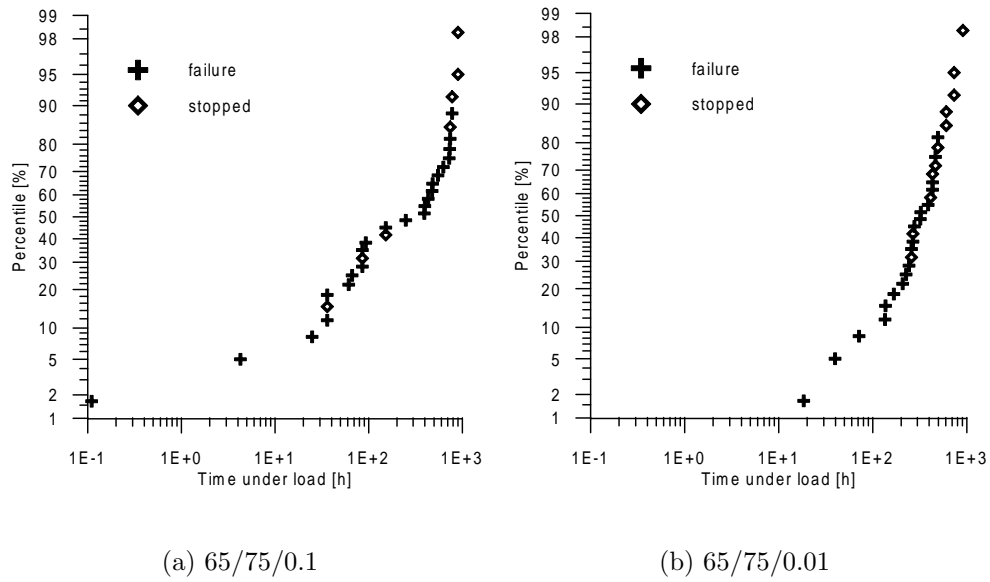 99
98
95
90
80
70
60
50
40
30
20
10
5
2
1
Percentile [%]
failure
stopped
1E-1 1E+0 1E+1 1E+2 1E+3
Time under load [h]
(a) 65/75/0.1
99
98
95
90
80
70
60
50
40
30
20
10
5
2
1
Percentile [%]
failure
stopped
1E-1 1E+0 1E+1 1E+2 1E+3
Time under load [h]
(b) 65/75/0.01